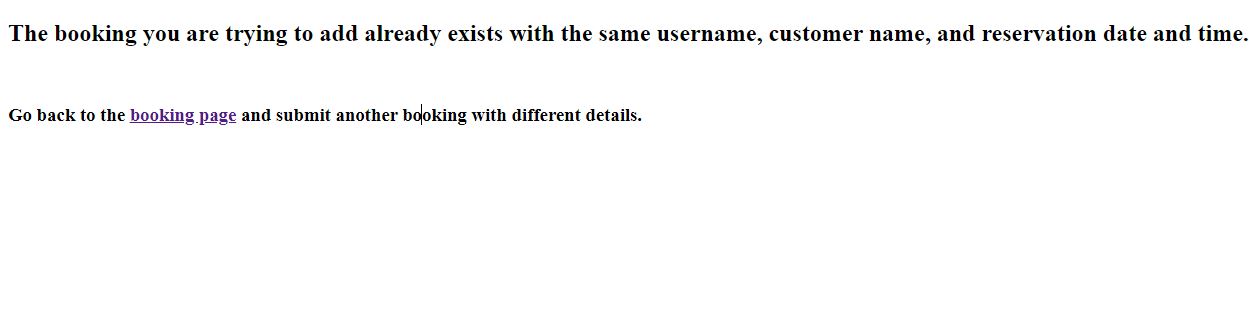 The booking you are trying to add already exists with the same username, customer name, and reservation date and time.
Go back to the booking page and submit another booking with different details.